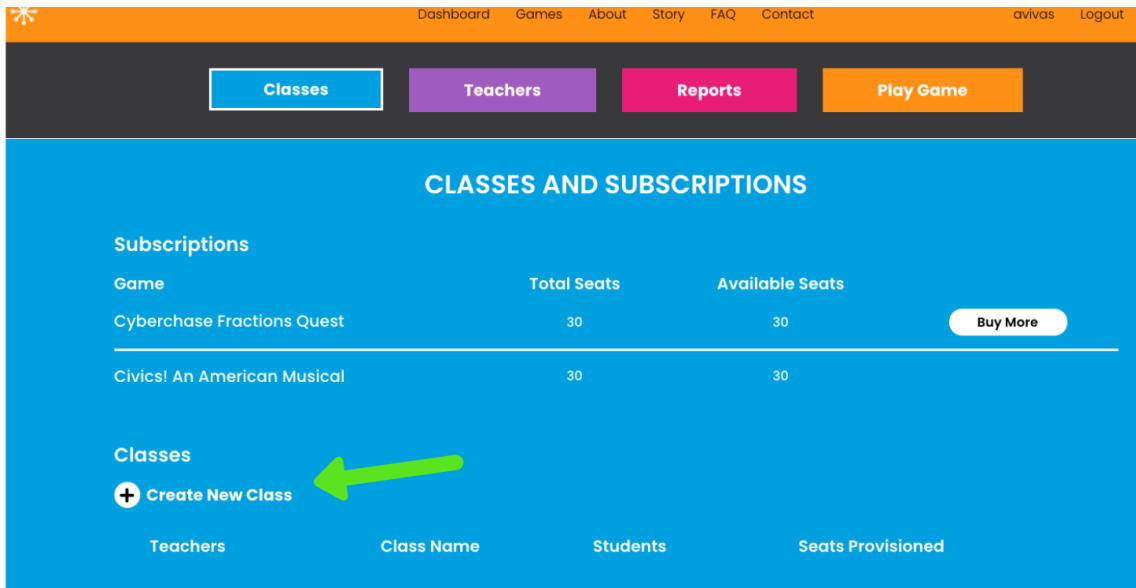 Dashboard Games About Story FAQ Contact avivas Logout
Classes Teachers Reports Play Game
CLASSES AND SUBSCRIPTIONS
Subscriptions
Game Total Seats Available Seats
Cyberchase Fractions Quest 30 30 Buy More
Civics! An American Musical 30 30
Classes
Create New Class
Teachers Class Name Students Seats Provisioned